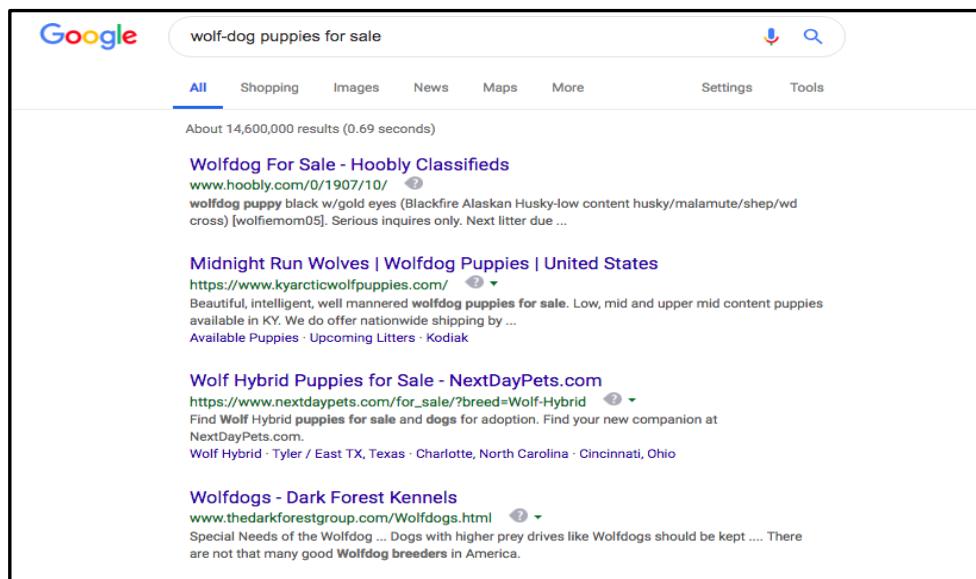 Google
wolf-dog puppies for sale
All Shopping Images News Maps More Settings Tools
About 14,600,000 results (0.69 seconds)
Wolfdog For Sale - Hoobly Classifieds
www.hoobly.com/0/1907/10/ ?
wolfdog puppy black w/gold eyes (Blackfire Alaskan Husky-low content husky/malamute/shep/wd
cross) [wolfiemom05]. Serious inquires only. Next litter due ...
Midnight Run Wolves | Wolfdog Puppies | United States
https://www.kyarcticwolfpuppies.com/ ?
Beautiful, intelligent, well mannered wolfdog puppies for sale. Low, mid and upper mid content puppies
available in KY. We do offer nationwide shipping by ...
Available Puppies · Upcoming Litters · Kodiak
Wolf Hybrid Puppies for Sale - NextDayPets.com
https://www.nextdaypets.com/for_sale/?breed=Wolf-Hybrid ?
Find Wolf Hybrid puppies for sale and dogs for adoption. Find your new companion at
NextDayPets.com.
Wolf Hybrid · Tyler / East TX, Texas · Charlotte, North Carolina · Cincinnati, Ohio
Wolfdogs - Dark Forest Kennels
www.thedarkforestgroup.com/Wolfdogs.html ?
Special Needs of the Wolfdog ... Dogs with higher prey drives like Wolfdogs should be kept .... There
are not that many good Wolfdog breeders in America.